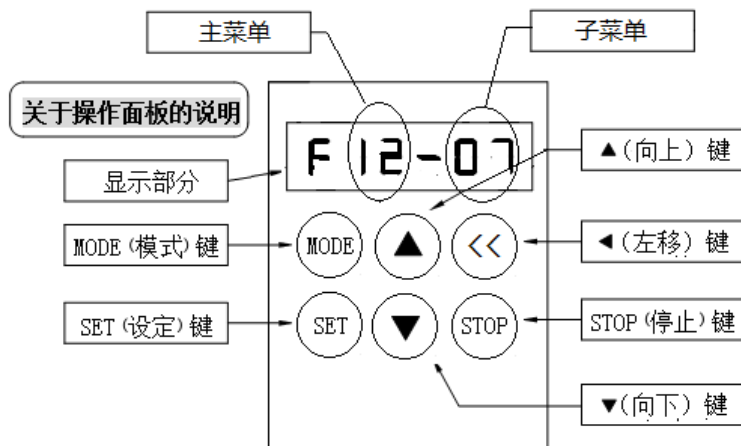 主菜单
子菜单
关于操作面板的说明
F 12-07
显示部分
▲(向上) 键
MODE(模式)键
MODE
▲
<<
◀(左移) 键
SET(设定)键
SET
▼
STOP
STOP(停止)键
▼(向下) 键